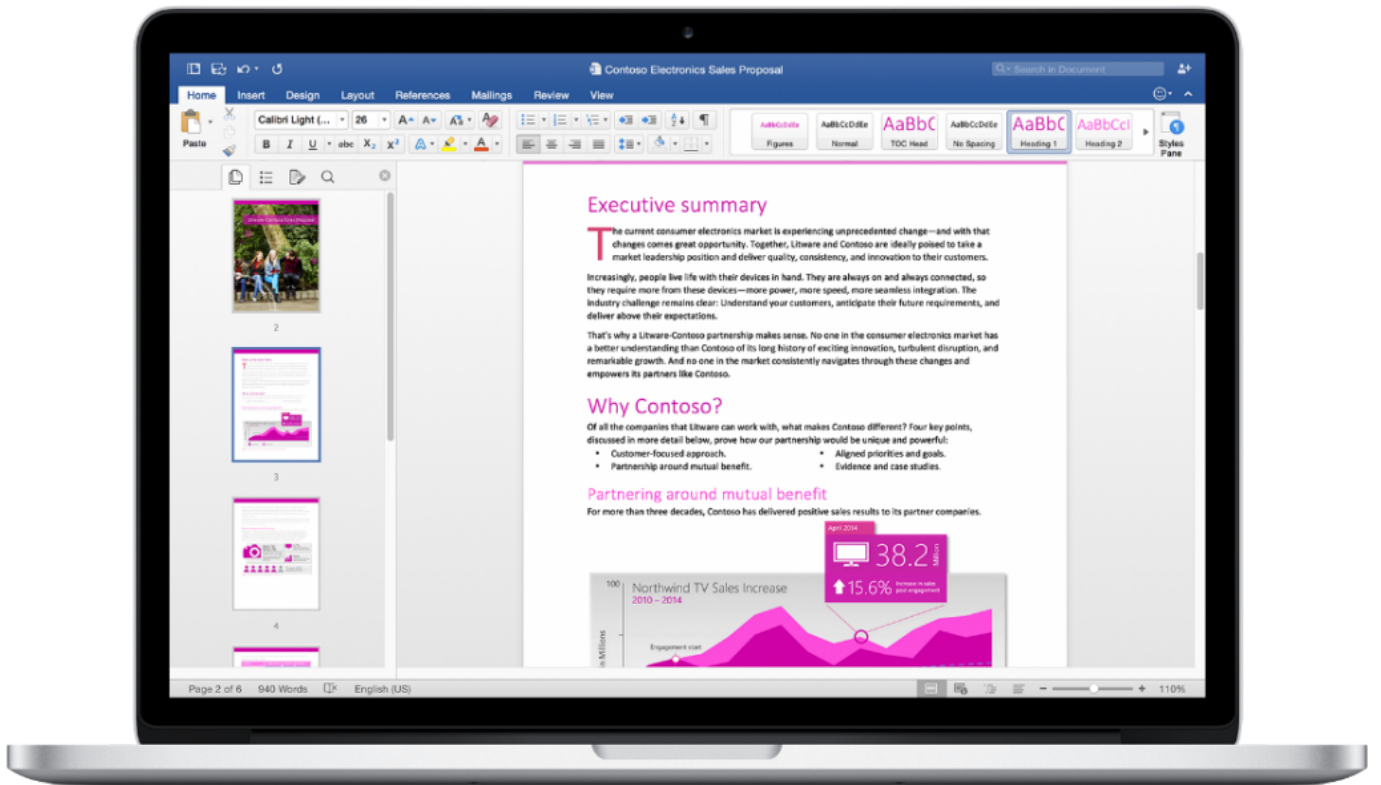 Contoso Electronics Sales Proposal
Search in Document
Home Insert Design Layout References Mailings Review View
Paste
Calibri Light (... 26
B I U abc X₂ X² A A
AaBbCcDdEe AaBbCcDdEe AaBbC AaBbCcDdEe AaBbC AaBbCcI
Figures Normal TOC Head No Spacing Heading 1 Heading 2
Styles
Pane
2
3
4
Executive summary
The current consumer electronics market is experiencing unprecedented change—and with that
changes comes great opportunity. Together, Litware and Contoso are ideally poised to take a
market leadership position and deliver quality, consistency, and innovation to their customers.
Increasingly, people live life with their devices in hand. They are always on and always connected, so
they require more from these devices—more power, more speed, more seamless integration. The
industry challenge remains clear: Understand your customers, anticipate their future requirements, and
deliver above their expectations.
That's why a Litware-Contoso partnership makes sense. No one in the consumer electronics market has
a better understanding than Contoso of its long history of exciting innovation, turbulent disruption, and
remarkable growth. And no one in the market consistently navigates through these changes and
empowers its partners like Contoso.
Why Contoso?
Of all the companies that Litware can work with, what makes Contoso different? Four key points,
discussed in more detail below, prove how our partnership would be unique and powerful:
• Customer-focused approach.
• Partnership around mutual benefit.
• Aligned priorities and goals.
• Evidence and case studies.
Partnering around mutual benefit
For more than three decades, Contoso has delivered positive sales results to its partner companies.
April 2014
38.2 Million
15.6% Increase in sales
post engagement
100
Northwind TV Sales Increase
2010 – 2014
Engagement start
in Millions
Page 2 of 6 940 Words English (US) 110%